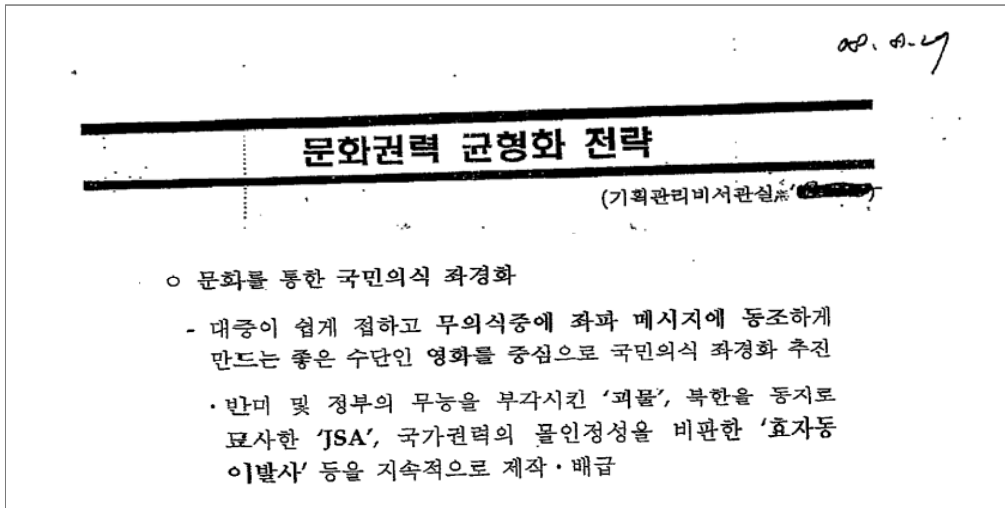 08. 8. 27
문화권력 균형화 전략
(기획관리비서관실,
ㅇ 문화를 통한 국민의식 좌경화
- 대중이 쉽게 접하고 무의식중에 좌파 메시지에 동조하게
만드는 좋은 수단인 영화를 중심으로 국민의식 좌경화 추진
· 반미 및 정부의 무능을 부각시킨 '괴물', 북한을 동지로
묘사한 'JSA', 국가권력의 몰인정성을 비판한 '효자동
이발사' 등을 지속적으로 제작·배급